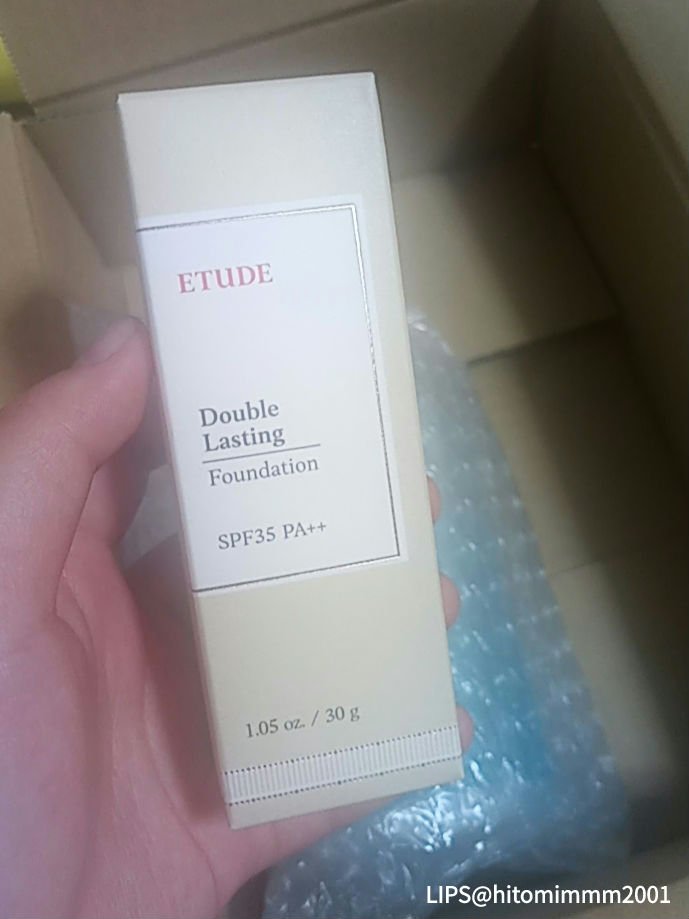 ETUDE
Double
Lasting
Foundation
SPF35 PA++
1.05 oz. / 30 g
LIPS@hitomimmm2001